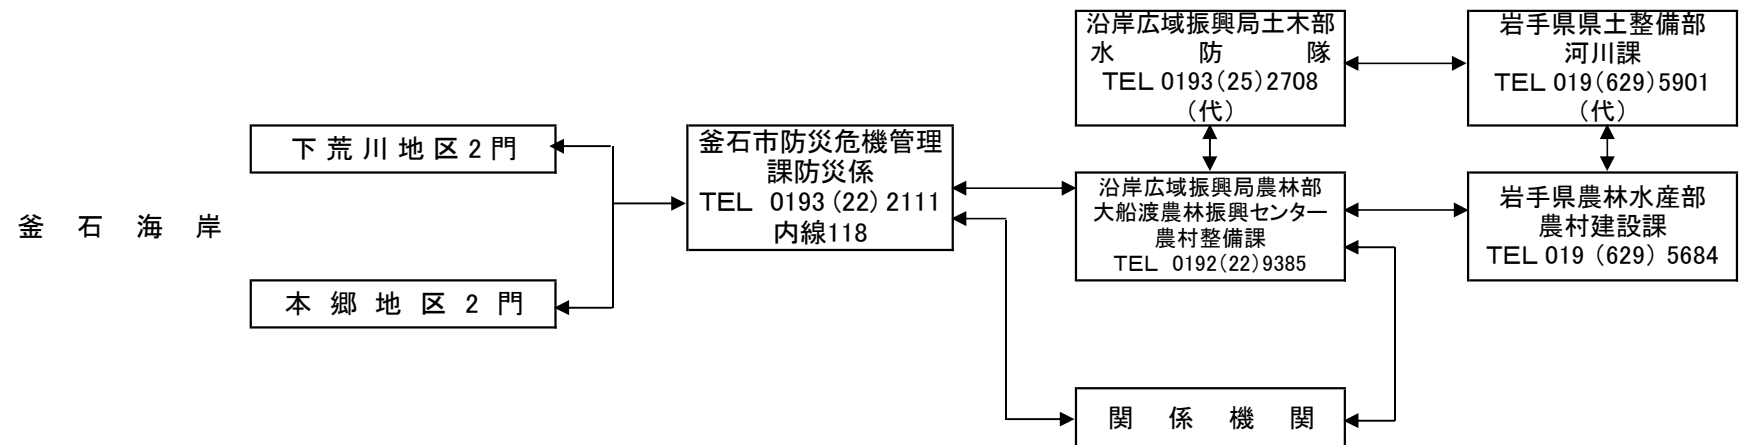 釜石海岸
下荒川地区2門
本郷地区2門
釜石市防災危機管理
課防災係
TEL 0193(22)2111
内線118
沿岸広域振興局土木部
水防隊
TEL 0193(25)2708
(代)
岩手県県土整備部
河川課
TEL 019(629)5901
(代)
沿岸広域振興局農林部
大船渡農林振興センター
農村整備課
TEL 0192(22)9385
岩手県農林水産部
農村建設課
TEL 019 (629) 5684
関係機関